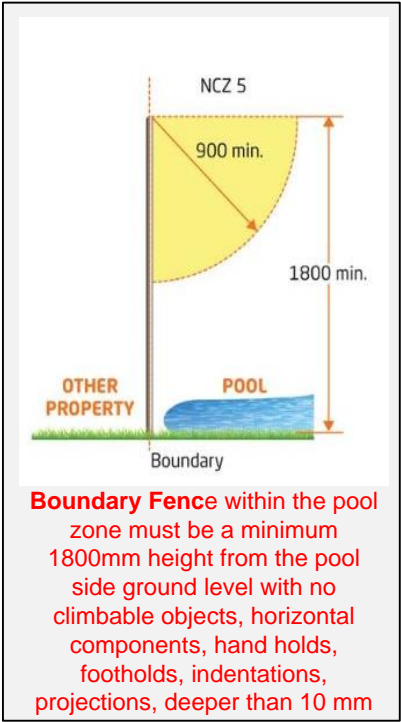 NCZ 5
900 min.
1800 min.
OTHER
PROPERTY
POOL
Boundary
Boundary Fence within the pool
zone must be a minimum
1800mm height from the pool
side ground level with no
climbable objects, horizontal
components, hand holds,
footholds, indentations,
projections, deeper than 10 mm